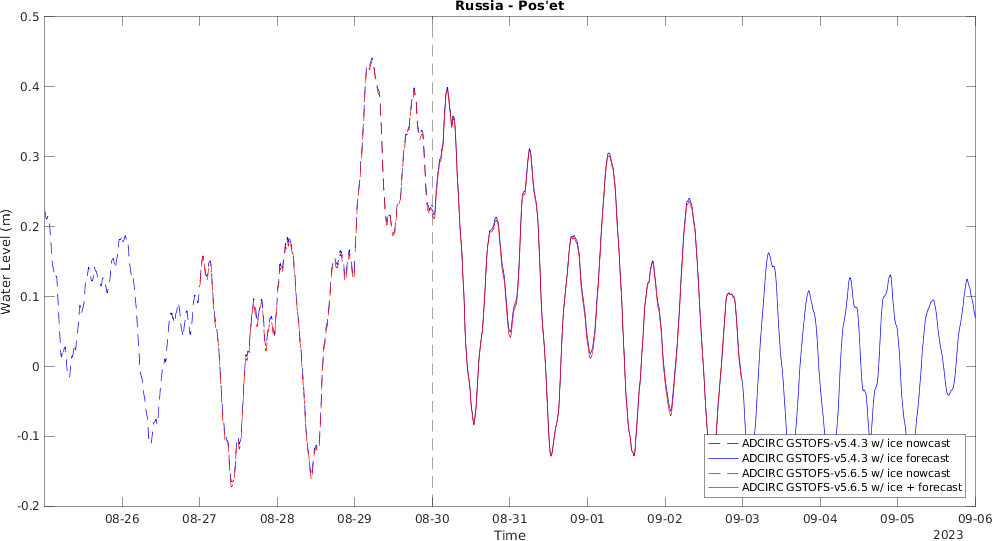 Russia - Pos'et
0.5
0.4
0.3
0.2
0.1
0
-0.1
-0.2
Water Level (m)
ADCIRC GSTOFS-v5.4.3 w/ ice nowcast
ADCIRC GSTOFS-v5.4.3 w/ ice forecast
ADCIRC GSTOFS-v5.6.5 w/ ice nowcast
ADCIRC GSTOFS-v5.6.5 w/ ice + forecast
08-26 08-27 08-28 08-29 08-30 08-31 09-01 09-02 09-03 09-04 09-05 09-06
Time
2023